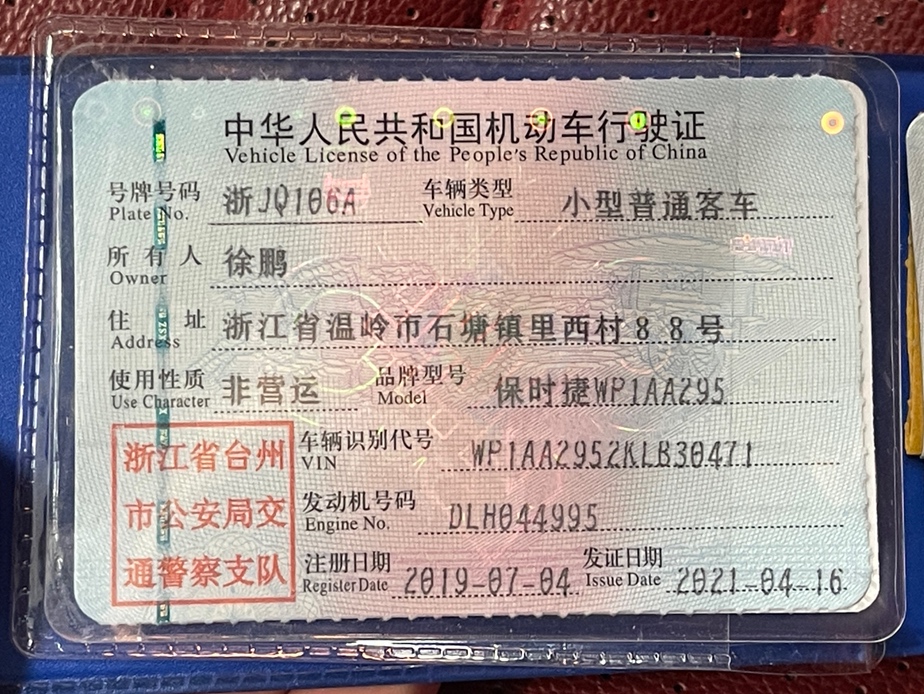 中华人民共和国机动车行驶证
Vehicle License of the People's Republic of China
号牌号码 浙JQ106A 车辆类型 小型普通客车
Plate No. Vehicle Type
所有人 徐鹏
Owner
住址 浙江省温岭市石塘镇里西村88号
Address
使用性质 非营运 品牌型号 保时捷WP1AA295
Use Character Model
浙江省台州
市公安局交
通警察支队
车辆识别代号 WP1AA2952KLB30471
VIN
发动机号码 DLH044995
Engine No.
注册日期 2019-07-04 发证日期 2021-04-16
Register Date Issue Date